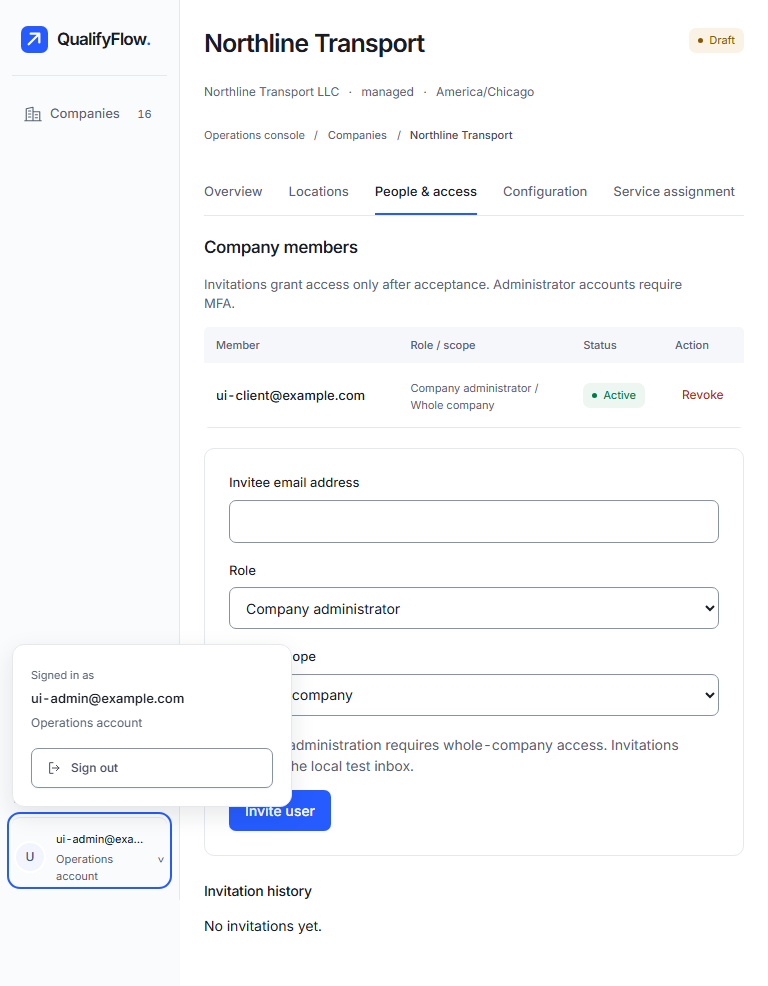 QualifyFlow.
Companies 16
Northline Transport
Draft
Northline Transport LLC · managed · America/Chicago
Operations console / Companies / Northline Transport
Overview Locations People & access Configuration Service assignment
Company members
Invitations grant access only after acceptance. Administrator accounts require
MFA.
Member Role / scope Status Action
ui-client@example.com Company administrator /
Whole company Active Revoke
Invitee email address
Role
Company administrator
ope
company
administration requires whole-company access. Invitations
he local test inbox.
Invite user
Invitation history
No invitations yet.
Signed in as
ui-admin@example.com
Operations account
Sign out
U
ui-admin@exa...
Operations
account
v